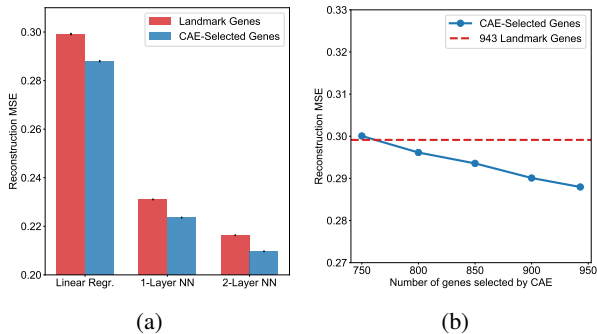 Landmark Genes
CAE-Selected Genes
Reconstruction MSE
0.30
0.28
0.26
0.24
0.22
0.20
Linear Regr.
1-Layer NN
2-Layer NN
(a)
CAE-Selected Genes
943 Landmark Genes
Reconstruction MSE
0.33
0.32
0.31
0.30
0.29
0.28
0.27
750
800
850
900
950
Number of genes selected by CAE
(b)